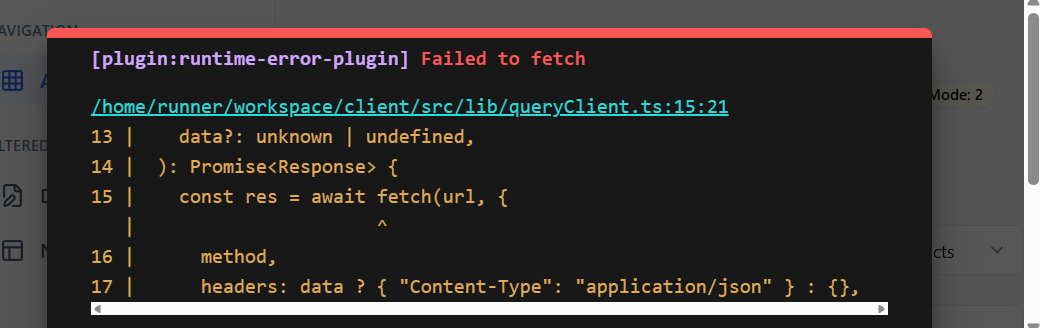 AVIGATION
[plugin:runtime-error-plugin] Failed to fetch
A
/home/runner/workspace/client/src/lib/queryClient.ts:15:21
Mode: 2
13 |    data?: unknown | undefined,
LTERED
14 |  ): Promise<Response> {
15 |    const res = await fetch(url, {
D
   |                      ^
N
cts
16 |      method,
17 |      headers: data ? { "Content-Type": "application/json" } : {},